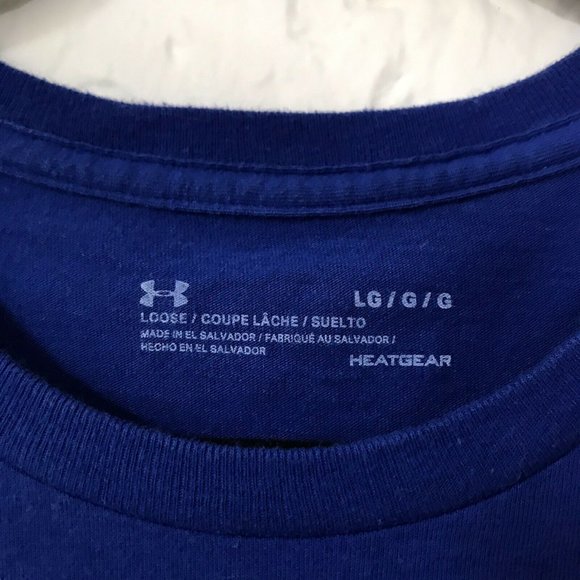 LG / G / G
LOOSE / COUPE LÂCHE / SUELTO
MADE IN EL SALVADOR / FABRIQUÉ AU SALVADOR /
HECHO EN EL SALVADOR
HEATGEAR